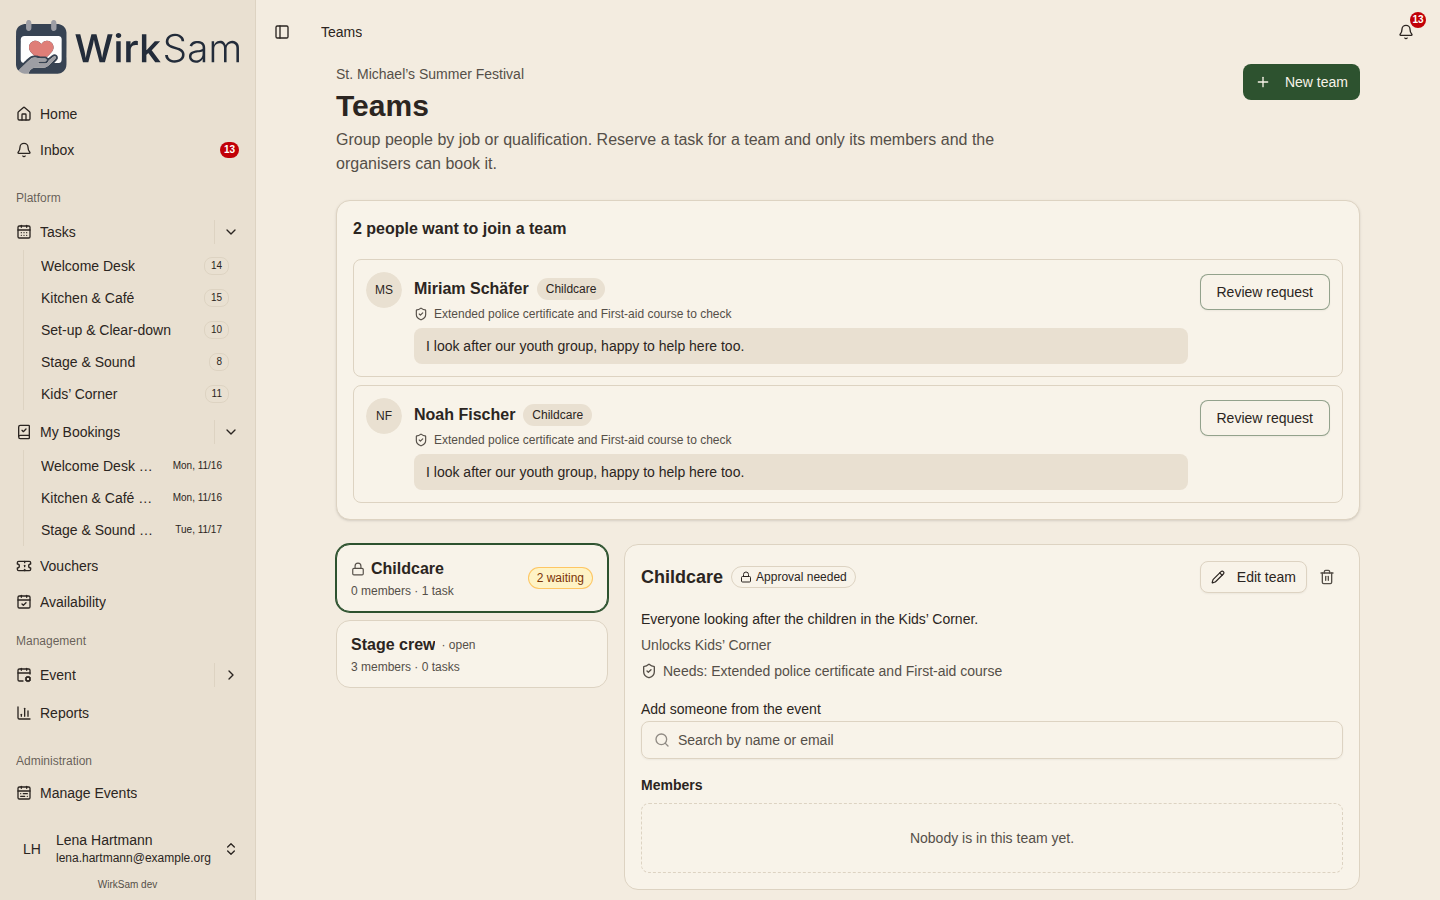 WirkSam
Home
Inbox 13
Platform
Tasks
Welcome Desk 14
Kitchen & Café 15
Set-up & Clear-down 10
Stage & Sound 8
Kids’ Corner 11
My Bookings
Welcome Desk … Mon, 11/16
Kitchen & Café … Mon, 11/16
Stage & Sound … Tue, 11/17
Vouchers
Availability
Management
Event
Reports
Administration
Manage Events
LH Lena Hartmann
lena.hartmann@example.org
WirkSam dev
Teams
13
St. Michael’s Summer Festival
Teams
Group people by job or qualification. Reserve a task for a team and only its members and the
organisers can book it.
New team
2 people want to join a team
MS Miriam Schäfer Childcare
Extended police certificate and First-aid course to check
I look after our youth group, happy to help here too.
Review request
NF Noah Fischer Childcare
Extended police certificate and First-aid course to check
I look after our youth group, happy to help here too.
Review request
Childcare
0 members · 1 task
2 waiting
Stage crew · open
3 members · 0 tasks
Childcare Approval needed
Edit team
Everyone looking after the children in the Kids’ Corner.
Unlocks Kids’ Corner
Needs: Extended police certificate and First-aid course
Add someone from the event
Search by name or email
Members
Nobody is in this team yet.